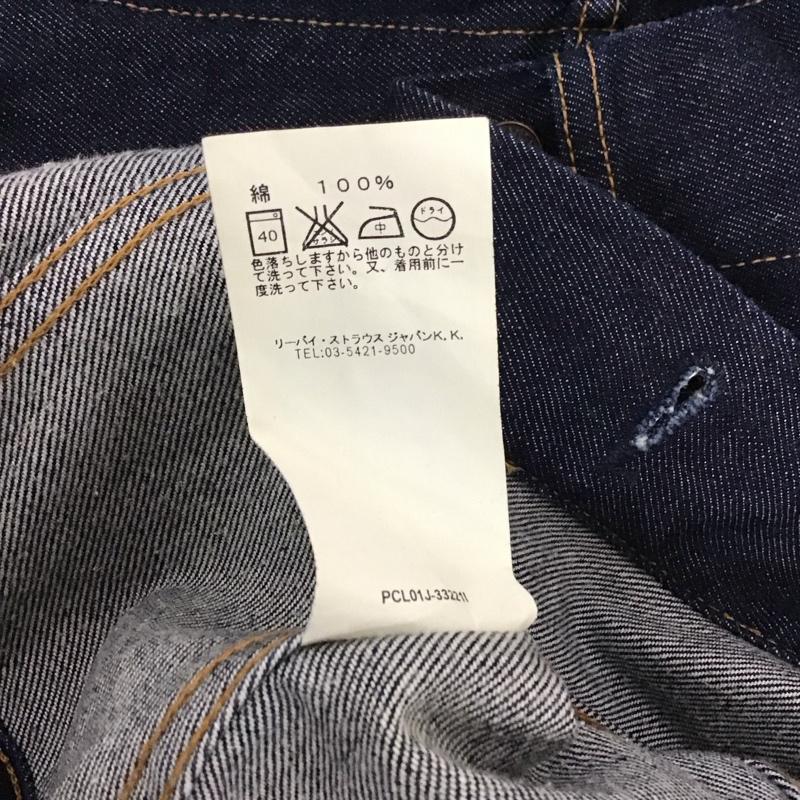 綿 １００％
40 サラシ 中 ドライ
色落ちしますから他のものと分け
て洗って下さい。又、着用前に一
度洗って下さい。
リーバイ・ストラウス ジャパンK.K.
TEL:03-5421-9500